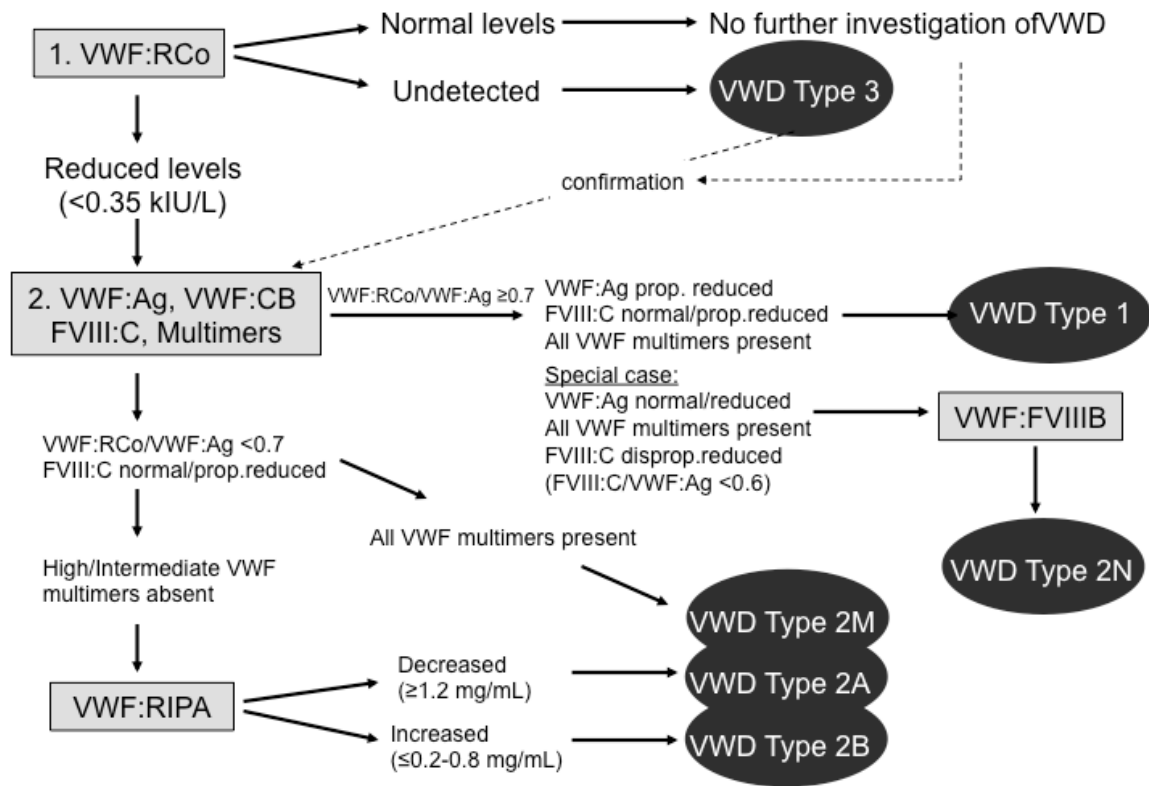 Normal levels
No further investigation ofVWD
1. VWF:RCo
Undetected
VWD Type 3
Reduced levels
(<0.35 kIU/L)
confirmation
2. VWF:Ag, VWF:CB
FVIII:C, Multimers
VWF:RCo/VWF:Ag ≥0.7
VWF:Ag prop. reduced
FVIII:C normal/prop.reduced
All VWF multimers present
VWD Type 1
Special case:
VWF:Ag normal/reduced
All VWF multimers present
FVIII:C disprop.reduced
(FVIII:C/VWF:Ag <0.6)
VWF:FVIIIB
VWF:RCo/VWF:Ag <0.7
FVIII:C normal/prop.reduced
All VWF multimers present
VWD Type 2N
High/Intermediate VWF
multimers absent
VWD Type 2M
VWF:RIPA
Decreased
(≥1.2 mg/mL)
VWD Type 2A
Increased
(≤0.2-0.8 mg/mL)
VWD Type 2B